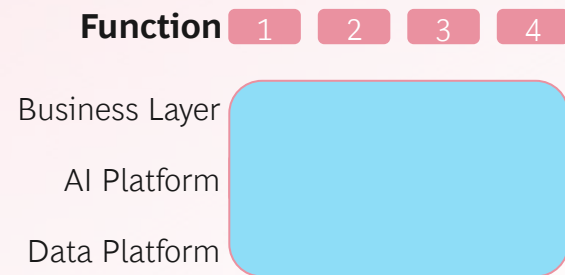 Function 1 2 3 4
Business Layer
AI Platform
Data Platform